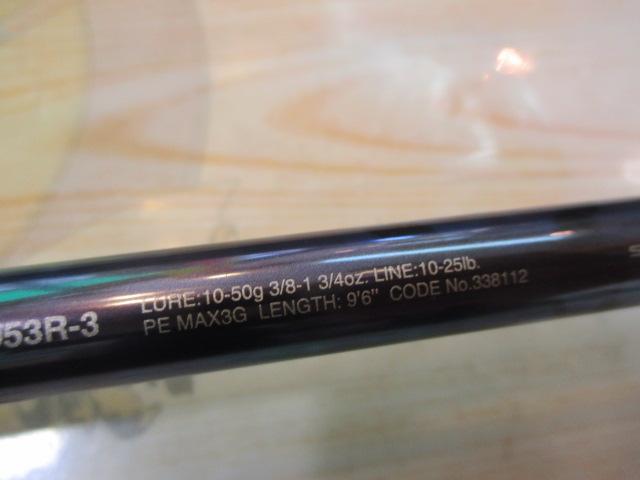 LURE:10-50g 3/8-1 3/4oz. LINE:10-25lb.
53R-3 PE MAX3G LENGTH: 9'6" CODE No.338112